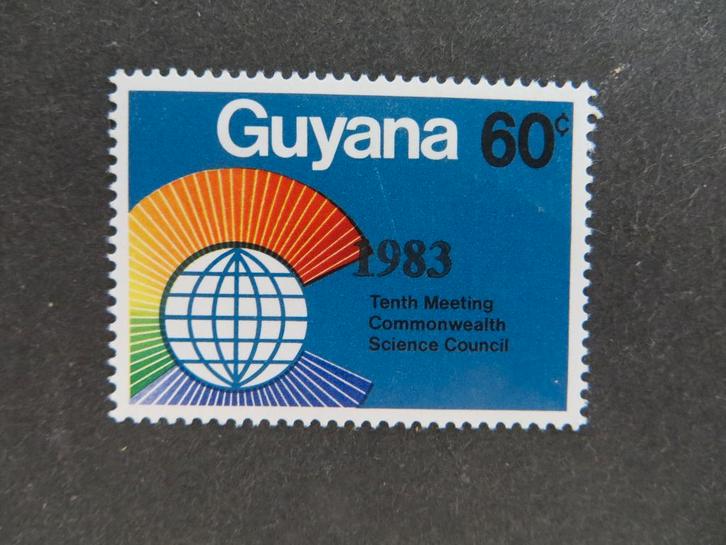 Guyana 60¢
1983
Tenth Meeting
Commonwealth
Science Council